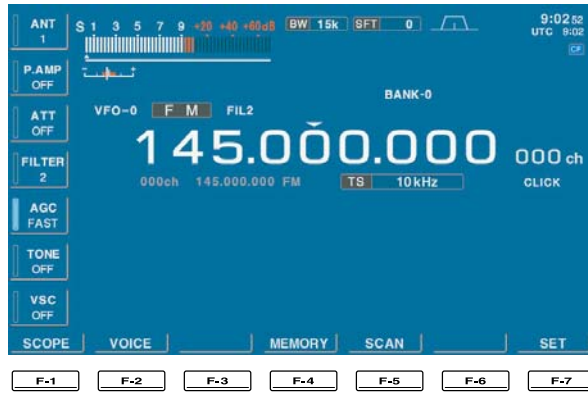 ANT
1
S 1 3 5 7 9 +20 +40 +60dB
BW 15k
SFT 0
9:02 52
UTC 9:02
CF
P.AMP
OFF
BANK-0
ATT
OFF
VFO-0 F M FIL2
145.000.000
000 ch
FILTER
2
000ch 145.000.000 FM
TS 10kHz
CLICK
AGC
FAST
TONE
OFF
VSC
OFF
SCOPE VOICE MEMORY SCAN SET
F-1 F-2 F-3 F-4 F-5 F-6 F-7